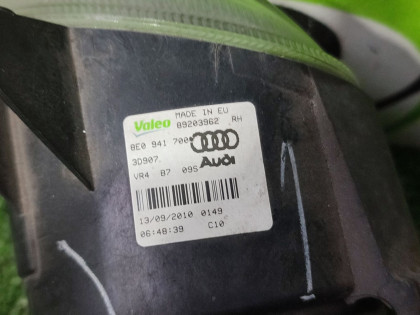 Valeo MADE IN EU
89203962 RH
8E0 941 700
3D907 Audi
VR4 87 095
13/09/2010 0149
06:48:39 C10